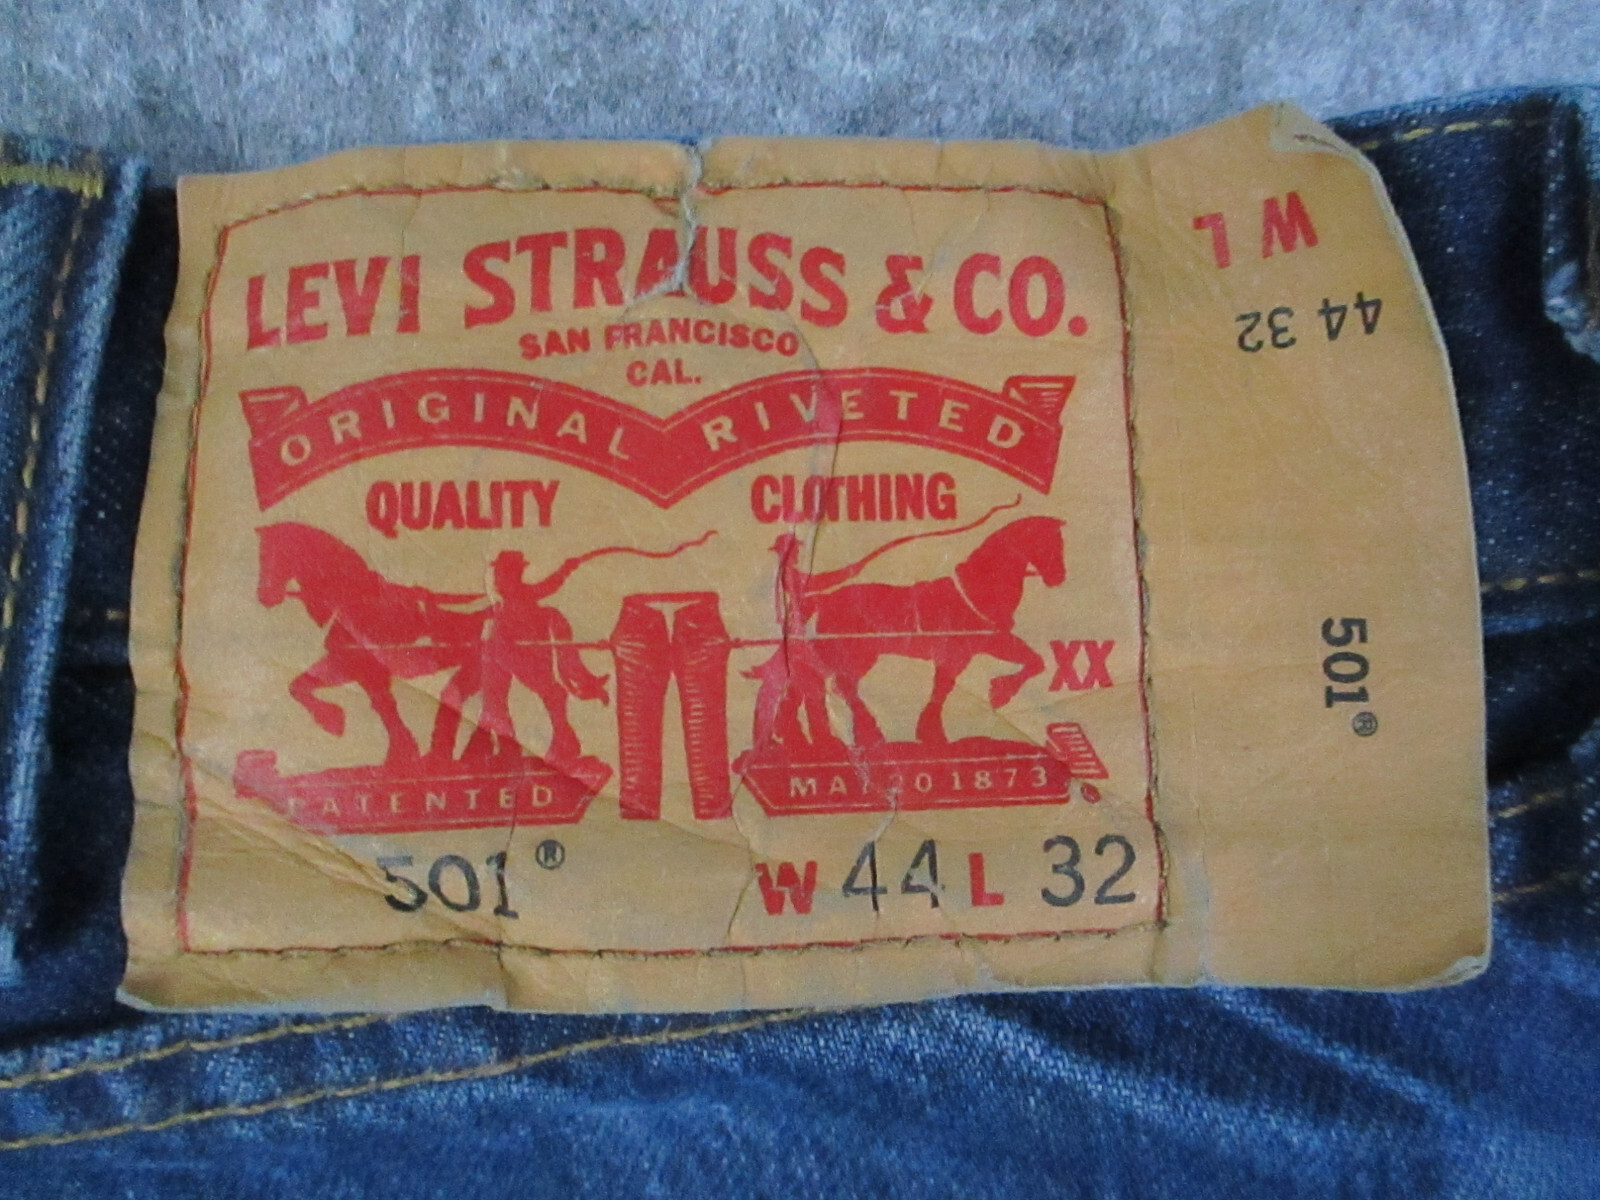 LEVI STRAUSS & CO.
SAN FRANCISCO
CAL.
ORIGINAL RIVETED
QUALITY CLOTHING
XX
PATENTED MAY 20 1873
501® W 44 L 32
W L
44 32
501®